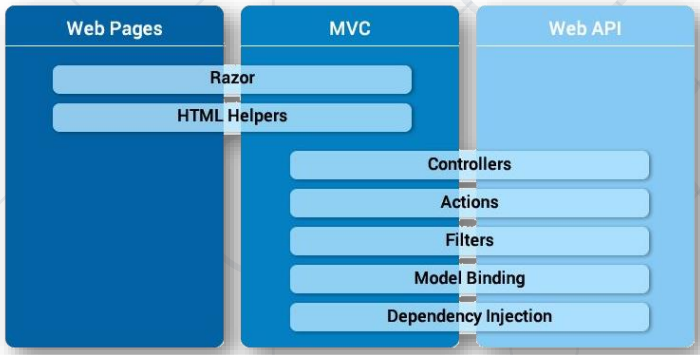 Web Pages
MVC
Web API
Razor
HTML Helpers
Controllers
Actions
Filters
Model Binding
Dependency Injection